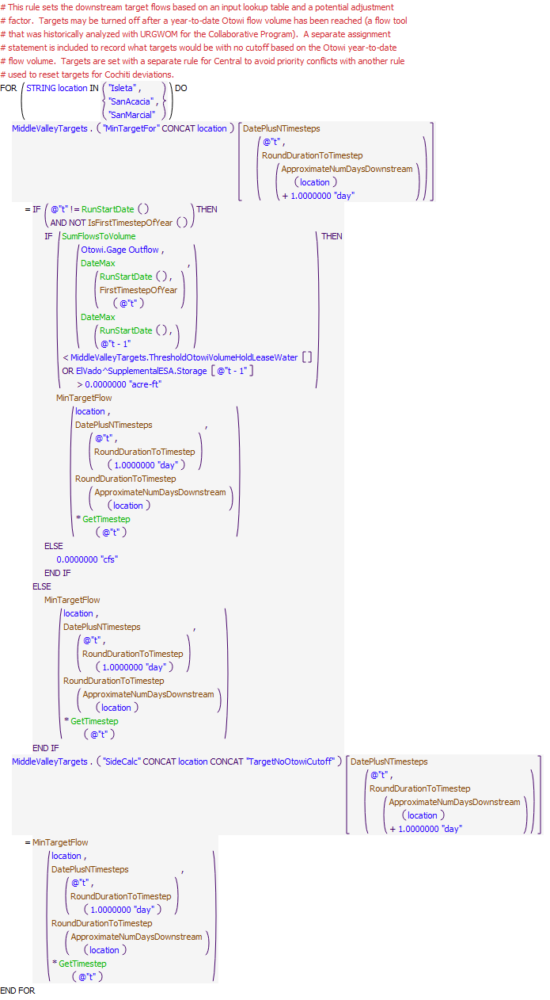 # This rule sets the downstream target flows based on an input lookup table and a potential adjustment
# factor.  Targets may be turned off after a year-to-date Otowi flow volume has been reached (a flow tool
# that was historically analyzed with URGWOM for the Collaborative Program).  A separate assignment
# statement is included to record what targets would be with no cutoff based on the Otowi year-to-date
# flow volume.  Targets are set with a separate rule for Central to avoid priority conflicts with another rule
# used to reset targets for Cochiti deviations.
FOR ( STRING location IN { "Isleta" ,
"SanAcacia" ,
"SanMarcial" } ) DO
MiddleValleyTargets . ( "MinTargetFor" CONCAT location ) [ DatePlusNTimesteps
( @"t" ,
RoundDurationToTimestep
( ApproximateNumDaysDownstream
( location )
+ 1.0000000 "day" ) ) ]
= IF ( @"t" != RunStartDate ( )
AND NOT IsFirstTimestepOfYear ( ) ) THEN
IF ( SumFlowsToVolume
( Otowi.Gage Outflow ,
DateMax
( RunStartDate ( ) ,
FirstTimestepOfYear
( @"t" ) ) ,
DateMax
( RunStartDate ( ) ,
@"t - 1" ) )
< MiddleValleyTargets.ThresholdOtowiVolumeHoldLeaseWater [ ]
OR ElVado^SupplementalESA.Storage [ @"t - 1" ]
> 0.0000000 "acre-ft" ) THEN
MinTargetFlow
( location ,
DatePlusNTimesteps
( @"t" ,
RoundDurationToTimestep
( 1.0000000 "day" ) ) ,
RoundDurationToTimestep
( ApproximateNumDaysDownstream
( location ) )
* GetTimestep
( @"t" ) )
ELSE
0.0000000 "cfs"
END IF
ELSE
MinTargetFlow
( location ,
DatePlusNTimesteps
( @"t" ,
RoundDurationToTimestep
( 1.0000000 "day" ) ) ,
RoundDurationToTimestep
( ApproximateNumDaysDownstream
( location ) )
* GetTimestep
( @"t" ) )
END IF
MiddleValleyTargets . ( "SideCalc" CONCAT location CONCAT "TargetNoOtowiCutoff" ) [ DatePlusNTimesteps
( @"t" ,
RoundDurationToTimestep
( ApproximateNumDaysDownstream
( location )
+ 1.0000000 "day" ) ) ]
= MinTargetFlow
( location ,
DatePlusNTimesteps
( @"t" ,
RoundDurationToTimestep
( 1.0000000 "day" ) ) ,
RoundDurationToTimestep
( ApproximateNumDaysDownstream
( location ) )
* GetTimestep
( @"t" ) )
END FOR